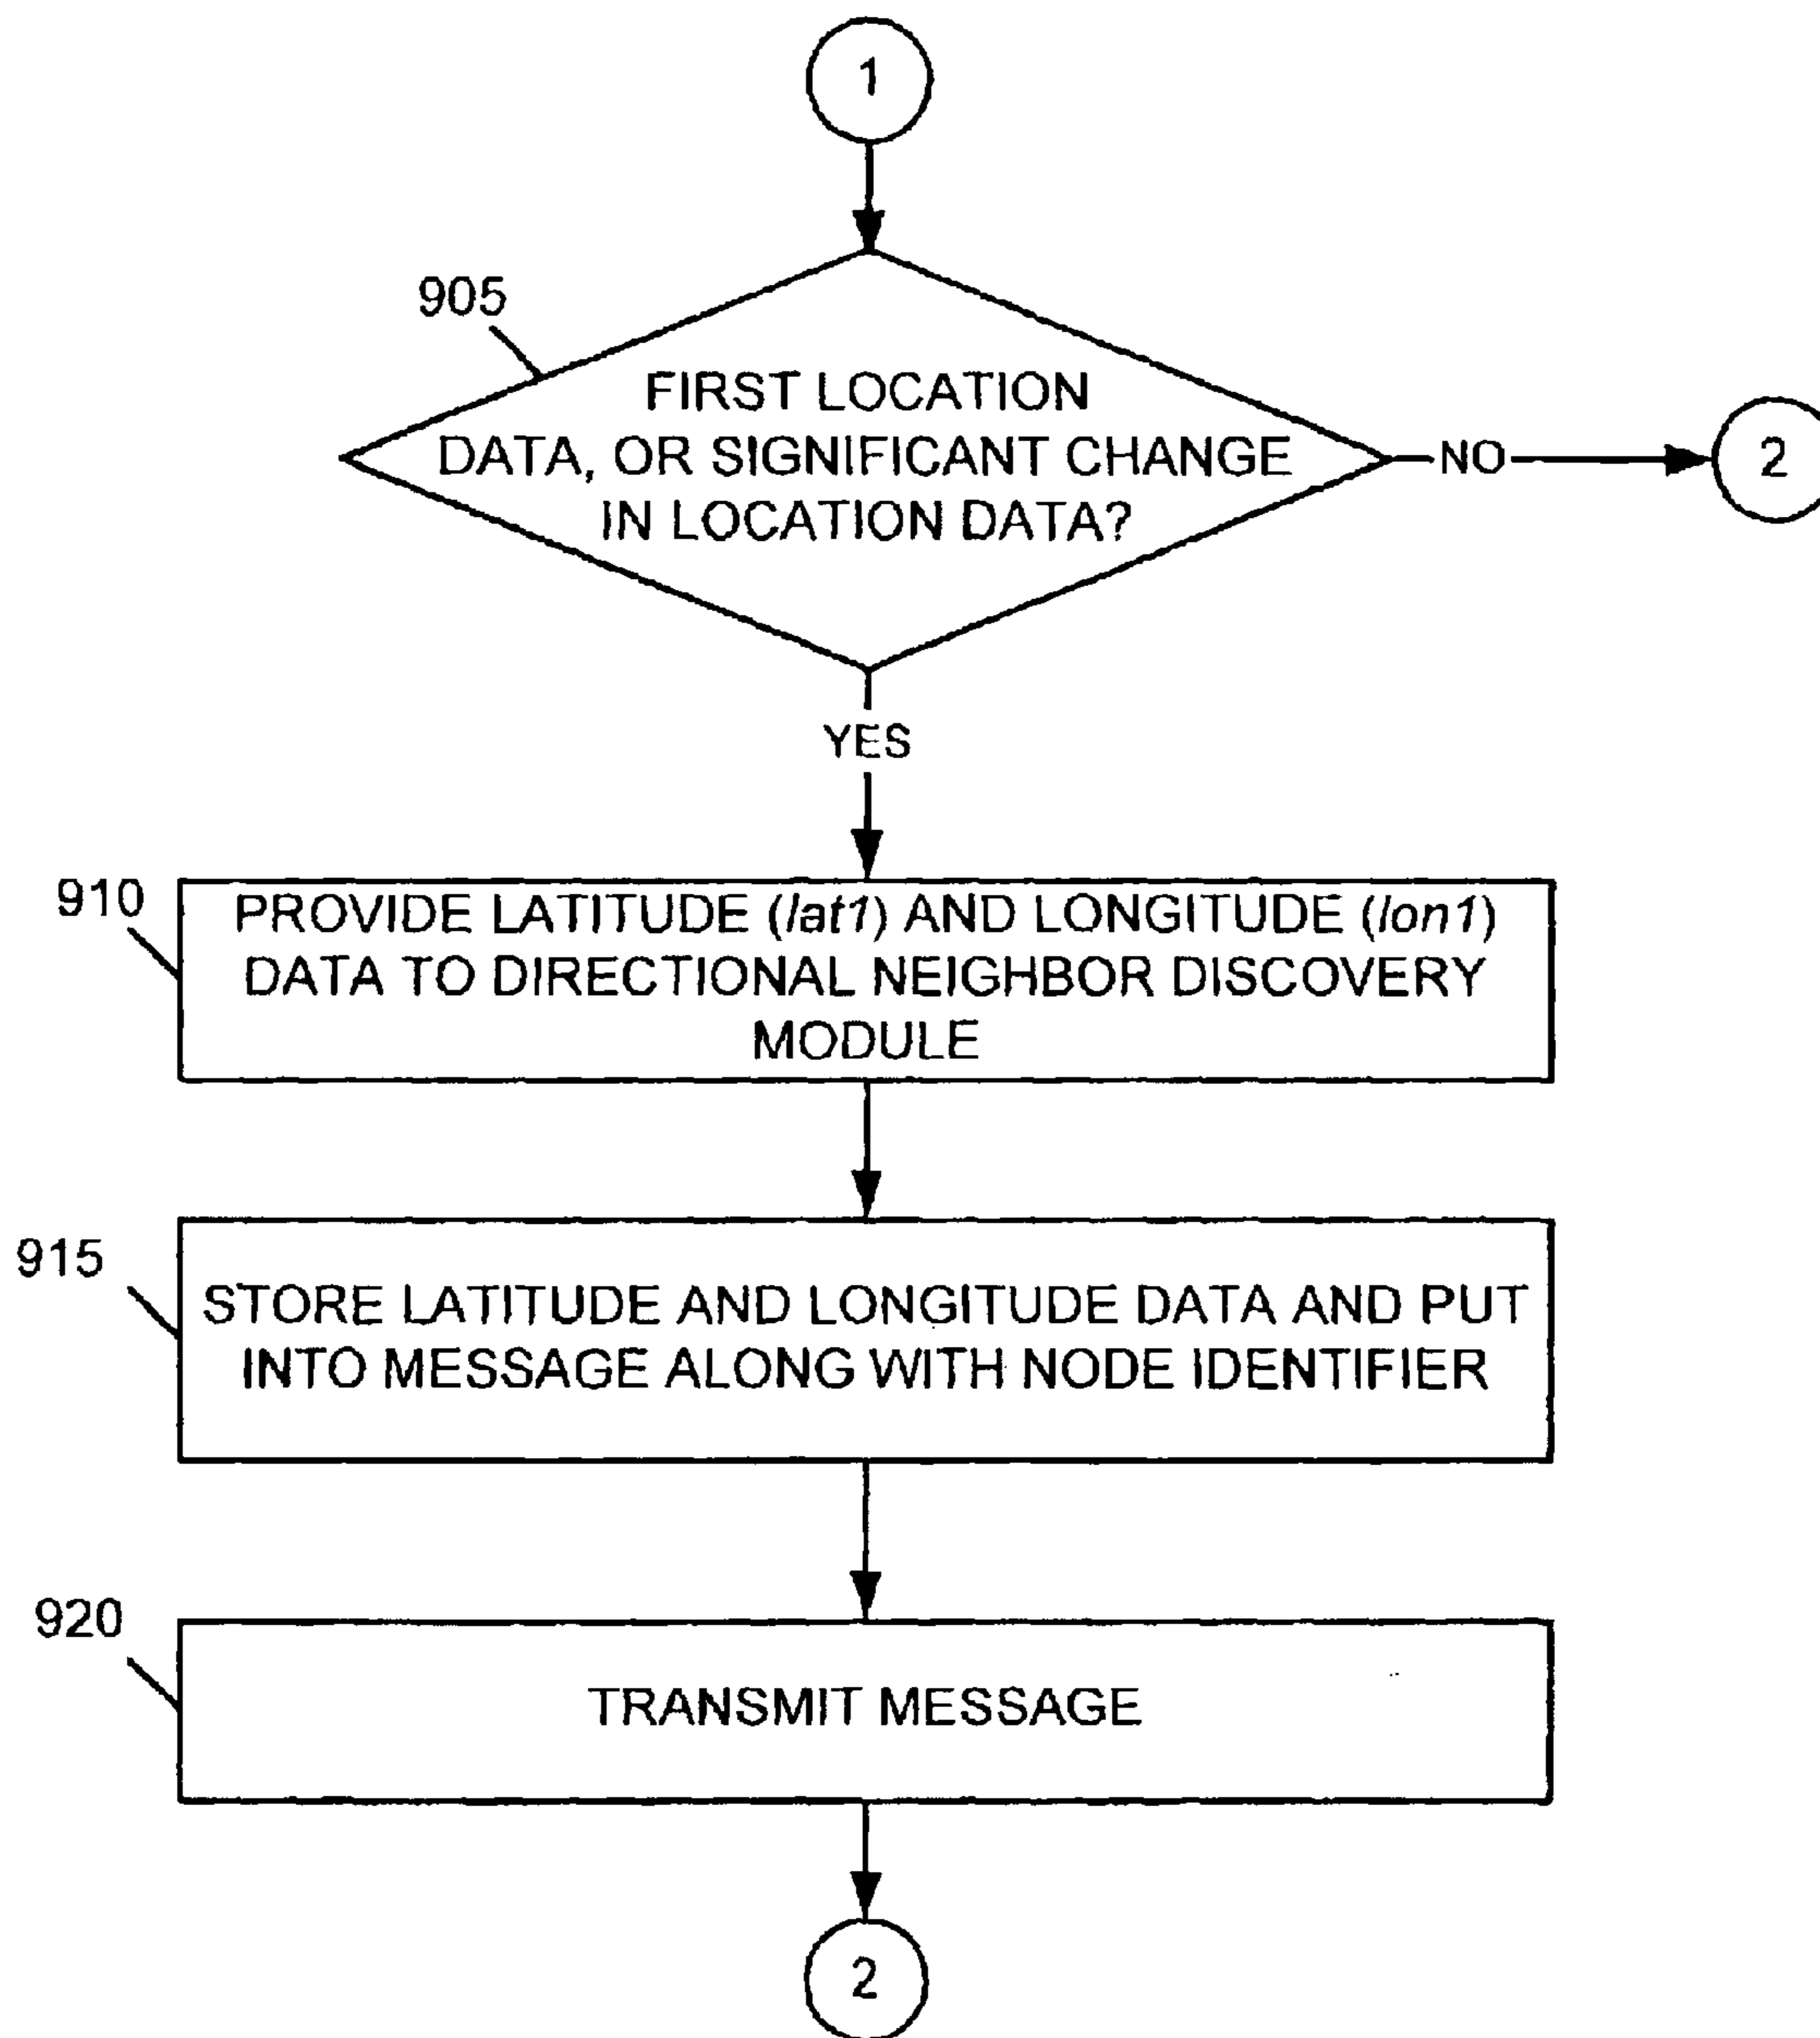 1
905
FIRST LOCATION
DATA, OR SIGNIFICANT CHANGE
IN LOCATION DATA?
NO
2
YES
910
PROVIDE LATITUDE (lat1) AND LONGITUDE (lon1)
DATA TO DIRECTIONAL NEIGHBOR DISCOVERY
MODULE
915
STORE LATITUDE AND LONGITUDE DATA AND PUT
INTO MESSAGE ALONG WITH NODE IDENTIFIER
920
TRANSMIT MESSAGE
2